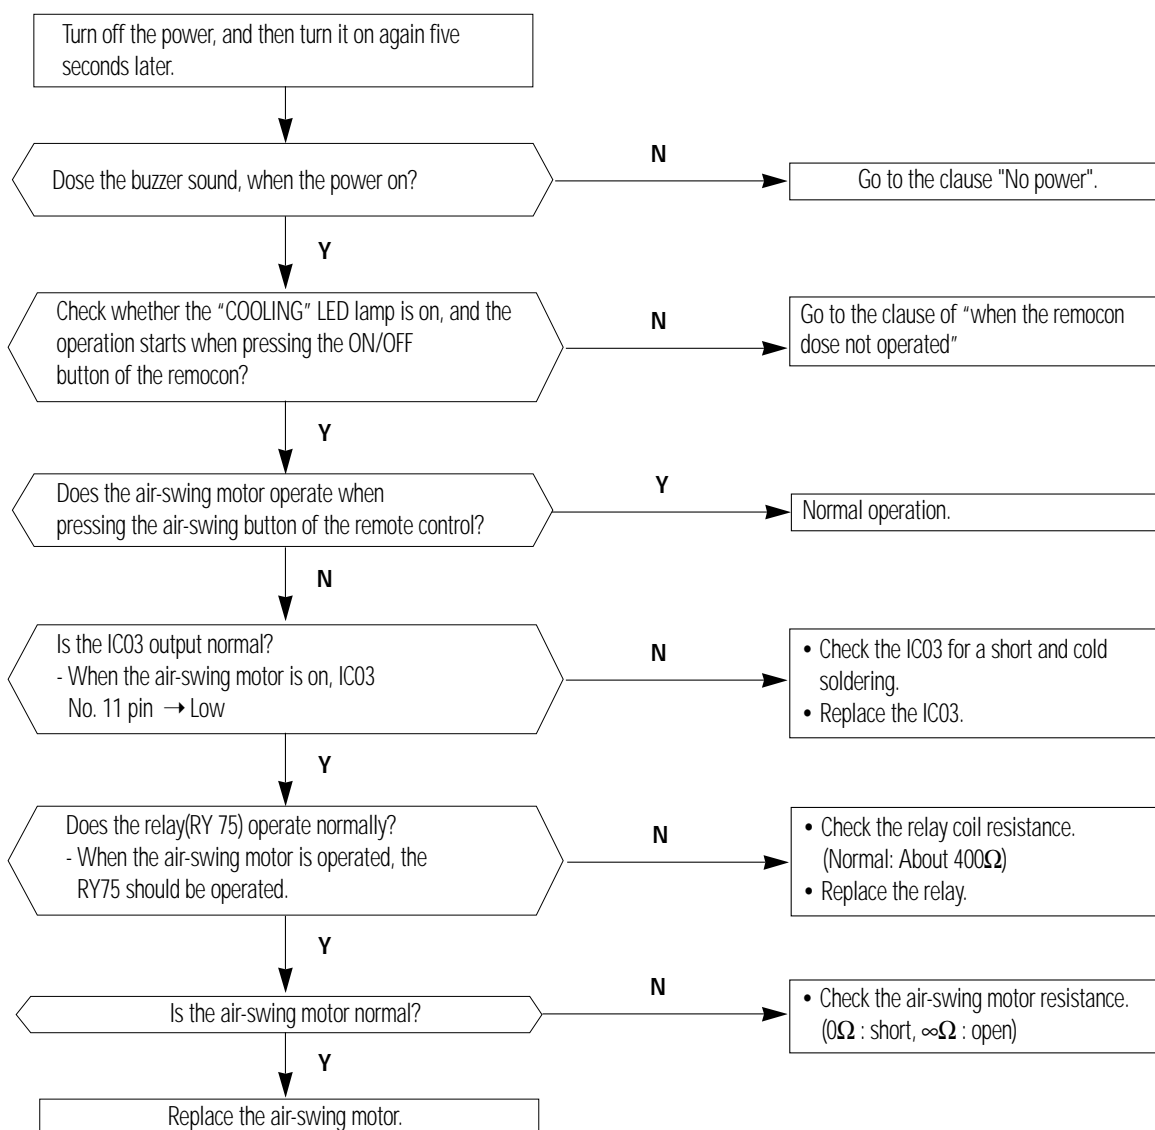 Turn off the power, and then turn it on again five
seconds later.
Dose the buzzer sound, when the power on?
N
Go to the clause "No power".
Y
Check whether the “COOLING” LED lamp is on, and the
operation starts when pressing the ON/OFF
button of the remocon?
N
Go to the clause of “when the remocon
dose not operated”
Y
Does the air-swing motor operate when
pressing the air-swing button of the remote control?
Y
Normal operation.
N
Is the IC03 output normal?
- When the air-swing motor is on, IC03
No. 11 pin → Low
N
• Check the IC03 for a short and cold
soldering.
• Replace the IC03.
Y
Does the relay(RY 75) operate normally?
- When the air-swing motor is operated, the
RY75 should be operated.
N
• Check the relay coil resistance.
(Normal: About 400Ω)
• Replace the relay.
Y
Is the air-swing motor normal?
N
• Check the air-swing motor resistance.
(0Ω : short, ∞Ω : open)
Y
Replace the air-swing motor.